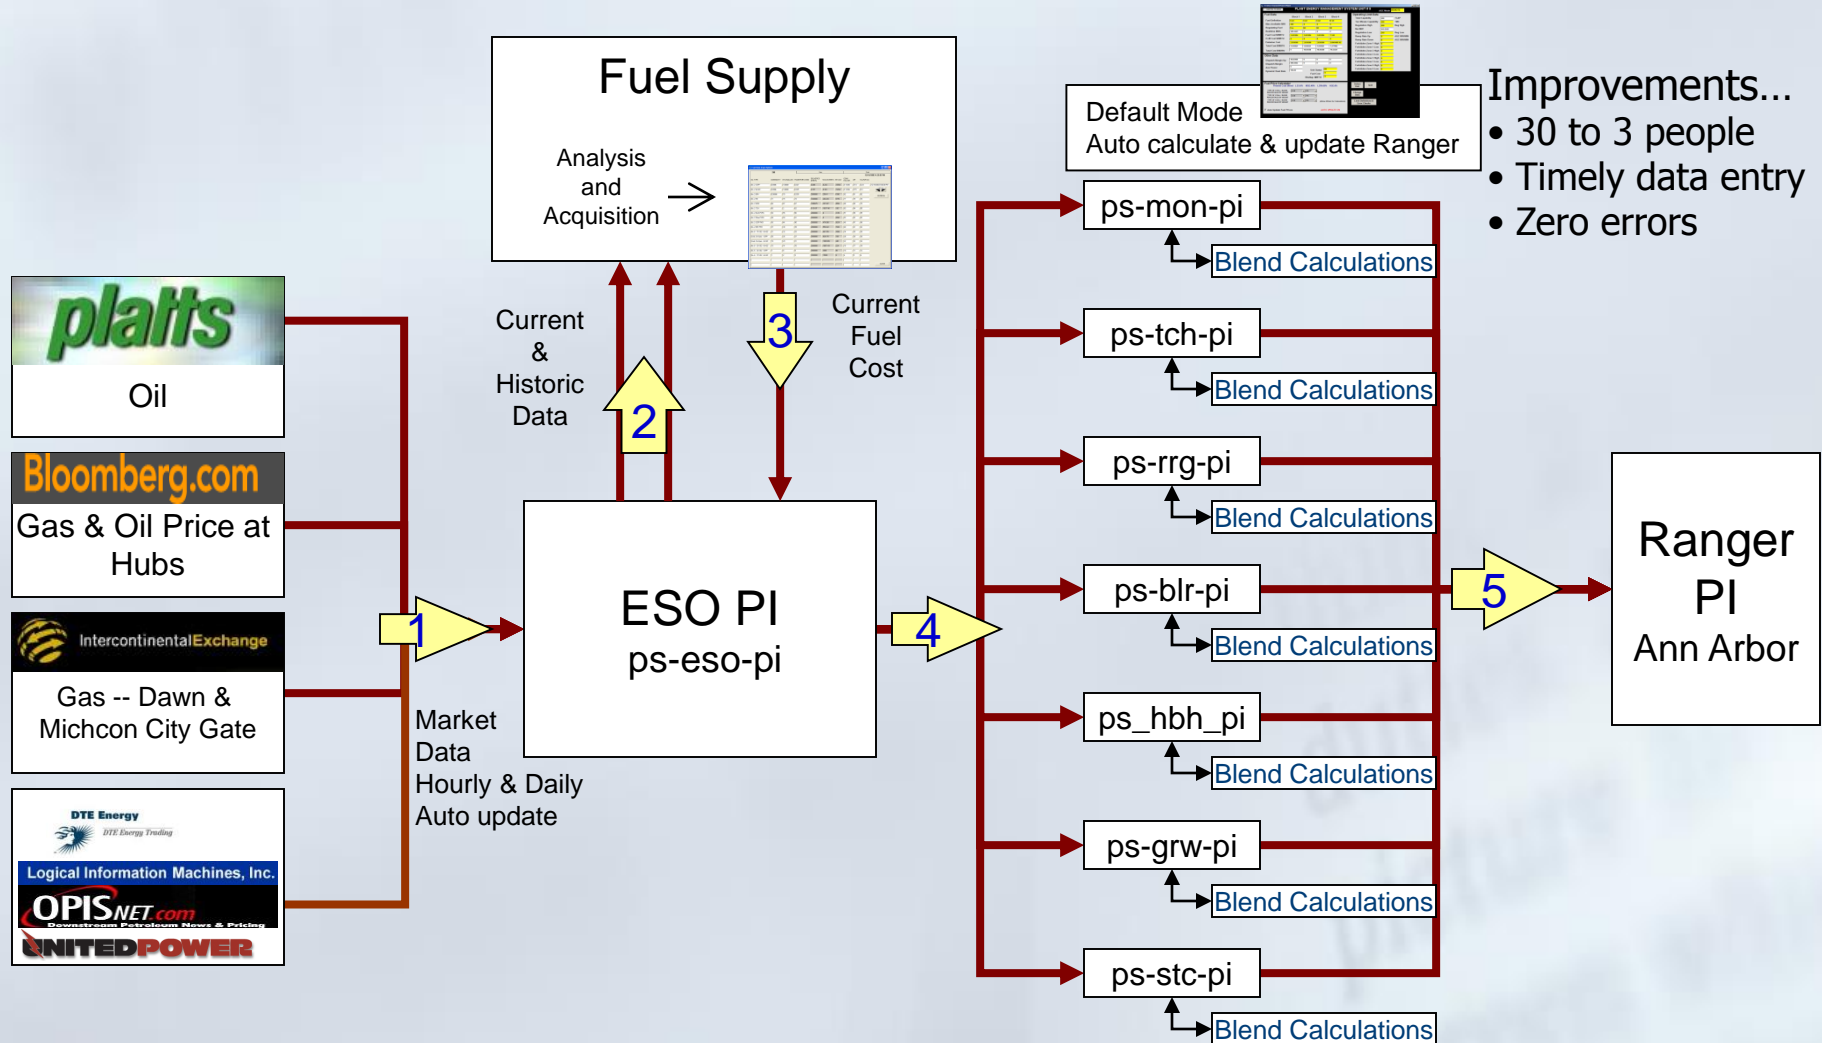 Fuel Supply
Analysis
and
Acquisition
Default Mode
Auto calculate & update Ranger
Improvements...
• 30 to 3 people
• Timely data entry
• Zero errors
platts
Oil
Bloomberg.com
Gas & Oil Price at
Hubs
IntercontinentalExchange
Gas -- Dawn &
Michcon City Gate
DTE Energy
DTE Energy Trading
Logical Information Machines, Inc.
OPISNET.com
Downstream Petroleum News & Pricing
UNITEDPOWER
1
Market
Data
Hourly & Daily
Auto update
Current
&
Historic
Data
2
3
Current
Fuel
Cost
ESO PI
ps-eso-pi
4
ps-mon-pi
Blend Calculations
ps-tch-pi
Blend Calculations
ps-rrg-pi
Blend Calculations
ps-blr-pi
Blend Calculations
ps_hbh_pi
Blend Calculations
ps-grw-pi
Blend Calculations
ps-stc-pi
Blend Calculations
5
Ranger
PI
Ann Arbor